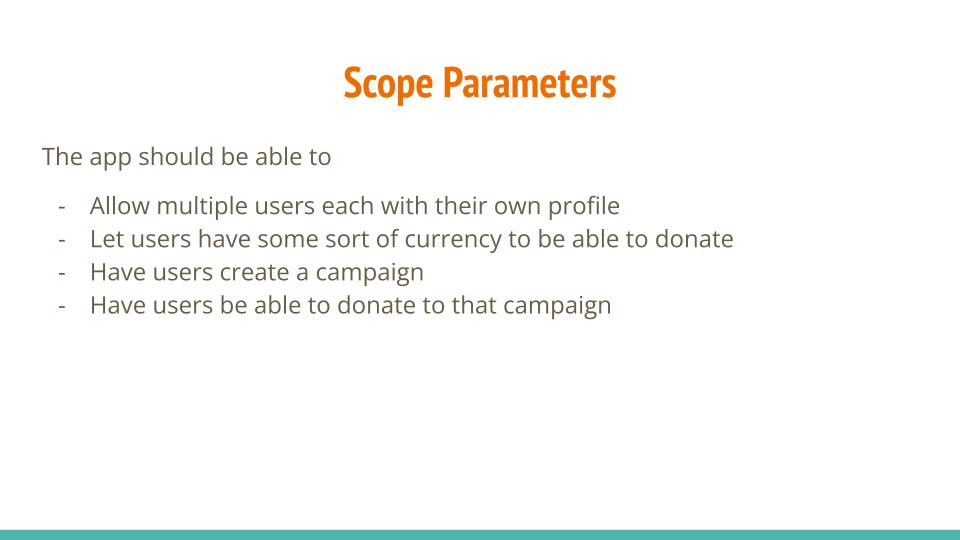 Scope Parameters
The app should be able to
- Allow multiple users each with their own profile
- Let users have some sort of currency to be able to donate
- Have users create a campaign
- Have users be able to donate to that campaign